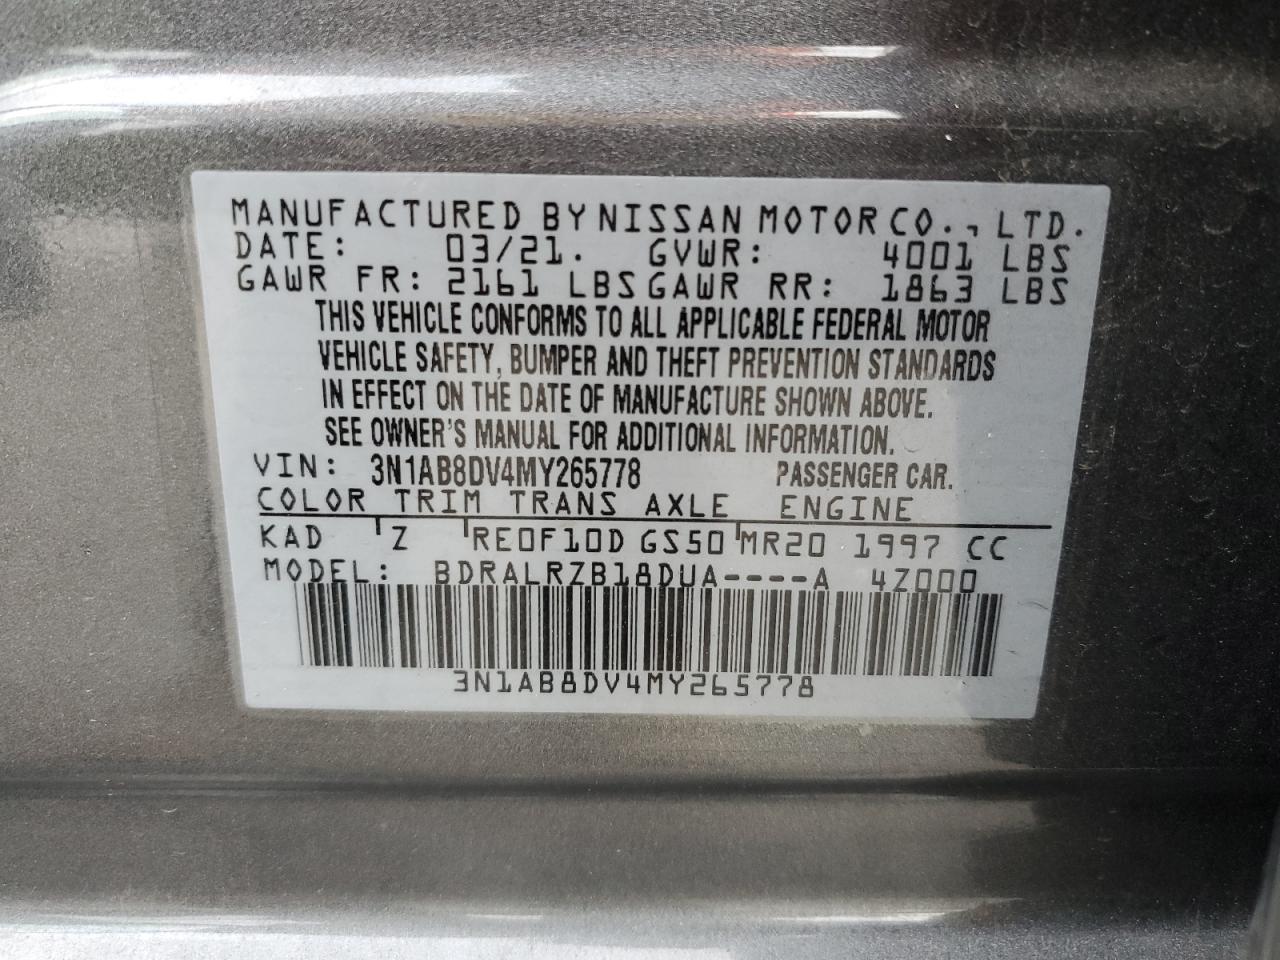 MANUFACTURED BY NISSAN MOTOR CO., LTD.
DATE: 03/21. GVWR: 4001 LBS
GAWR FR: 2161 LBS GAWR RR: 1863 LBS
THIS VEHICLE CONFORMS TO ALL APPLICABLE FEDERAL MOTOR
VEHICLE SAFETY, BUMPER AND THEFT PREVENTION STANDARDS
IN EFFECT ON THE DATE OF MANUFACTURE SHOWN ABOVE.
SEE OWNER'S MANUAL FOR ADDITIONAL INFORMATION.
VIN: 3N1AB8DV4MY265778 PASSENGER CAR.
COLOR TRIM TRANS AXLE ENGINE
KAD Z RE0F10D GS50 MR20 1997 CC
MODEL: BDRALRZB18DUA----A 4Z000
3N1AB8DV4MY265778